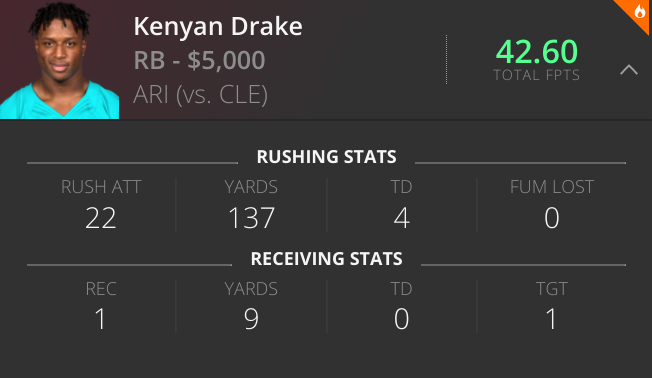 Kenyan Drake
RB - $5,000
ARI (vs. CLE)
42.60
TOTAL FPTS
RUSHING STATS
RUSH ATT YARDS TD FUM LOST
22 137 4 0
RECEIVING STATS
REC YARDS TD TGT
1 9 0 1